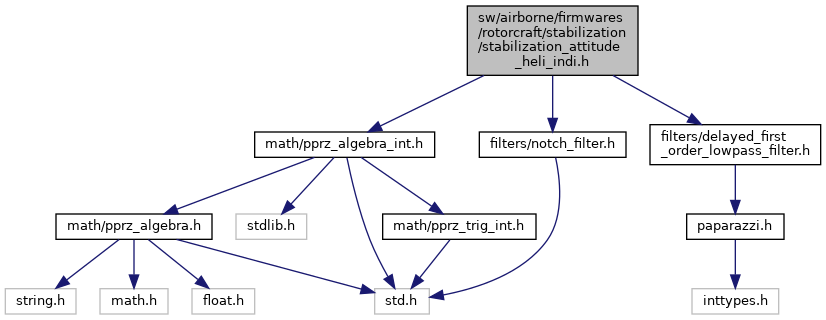 sw/airborne/firmwares
/rotorcraft/stabilization
/stabilization_attitude
_heli_indi.h
math/pprz_algebra_int.h
filters/notch_filter.h
filters/delayed_first
_order_lowpass_filter.h
math/pprz_algebra.h
stdlib.h
math/pprz_trig_int.h
paparazzi.h
string.h
math.h
float.h
std.h
inttypes.h